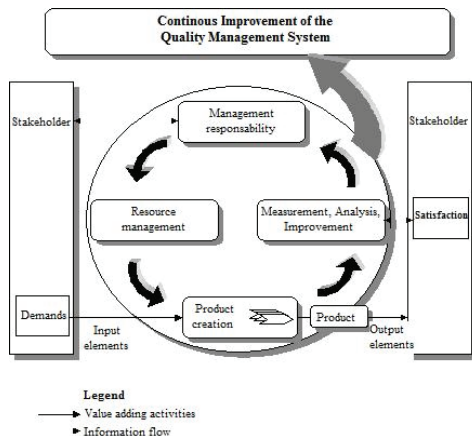 Continous Improvement of the
Quality Management System
Stakeholder
Management
responsability
Stakeholder
Resource
management
Measurement, Analysis,
Improvement
Satisfaction
Demands
Input
elements
Product
creation
Product
Output
elements
Legend
Value adding activities
Information flow